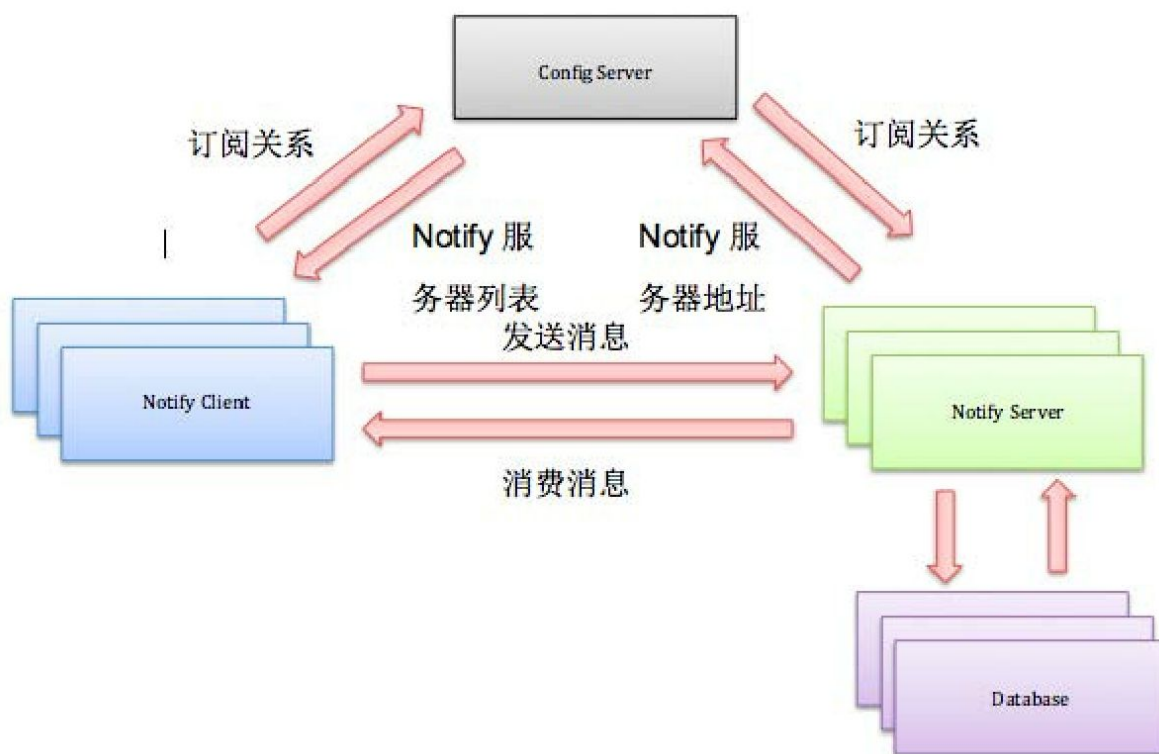 Config Server
订阅关系
订阅关系
Notify 服
务器列表
Notify 服
务器地址
发送消息
Notify Client
Notify Server
消费消息
Database